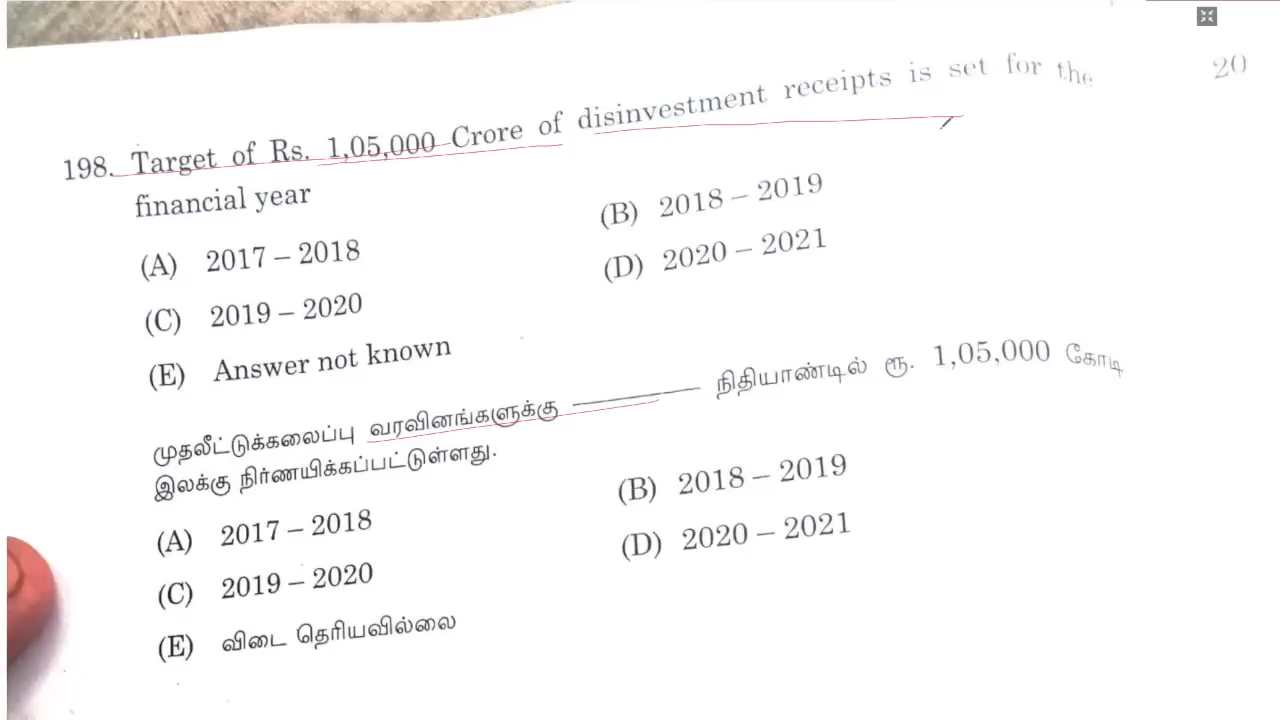 20
198. Target of Rs. 1,05,000 Crore of disinvestment receipts is set for the
financial year
(A) 2017 – 2018 (B) 2018 – 2019
(C) 2019 – 2020 (D) 2020 – 2021
(E) Answer not known
முதலீட்டுக்கலைப்பு வரவினங்களுக்கு ———— நிதியாண்டில் ரூ. 1,05,000 கோடி
இலக்கு நிர்ணயிக்கப்பட்டுள்ளது.
(A) 2017 – 2018 (B) 2018 – 2019
(C) 2019 – 2020 (D) 2020 – 2021
(E) விடை தெரியவில்லை